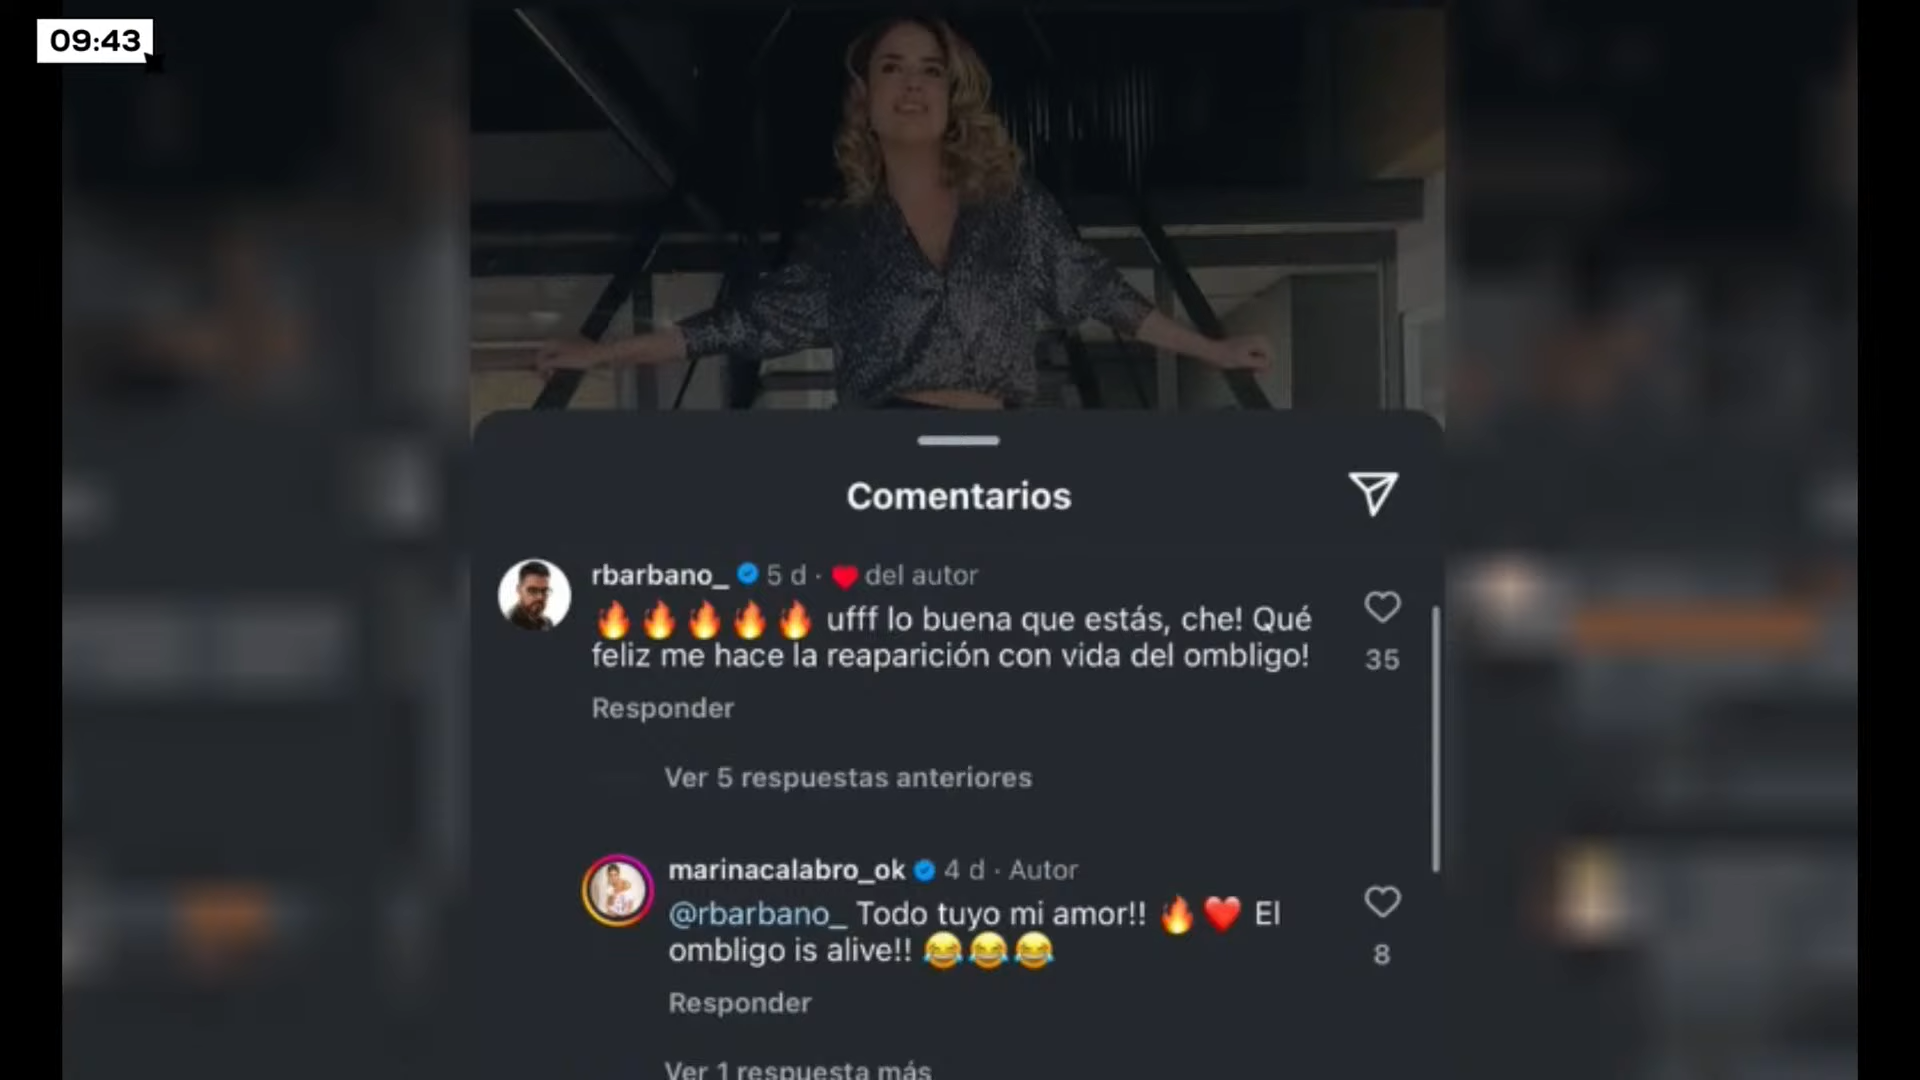 09:43
Comentarios
rbarbano_ 5 d · ❤️ del autor
🔥🔥🔥🔥🔥 ufff lo buena que estás, che! Qué
feliz me hace la reaparición con vida del ombligo!
35
Responder
Ver 5 respuestas anteriores
marinacalabro_ok 4 d · Autor
@rbarbano_ Todo tuyo mi amor!! 🔥❤️ El
ombligo is alive!! 😂😂😂
8
Responder
Ver 1 respuesta más